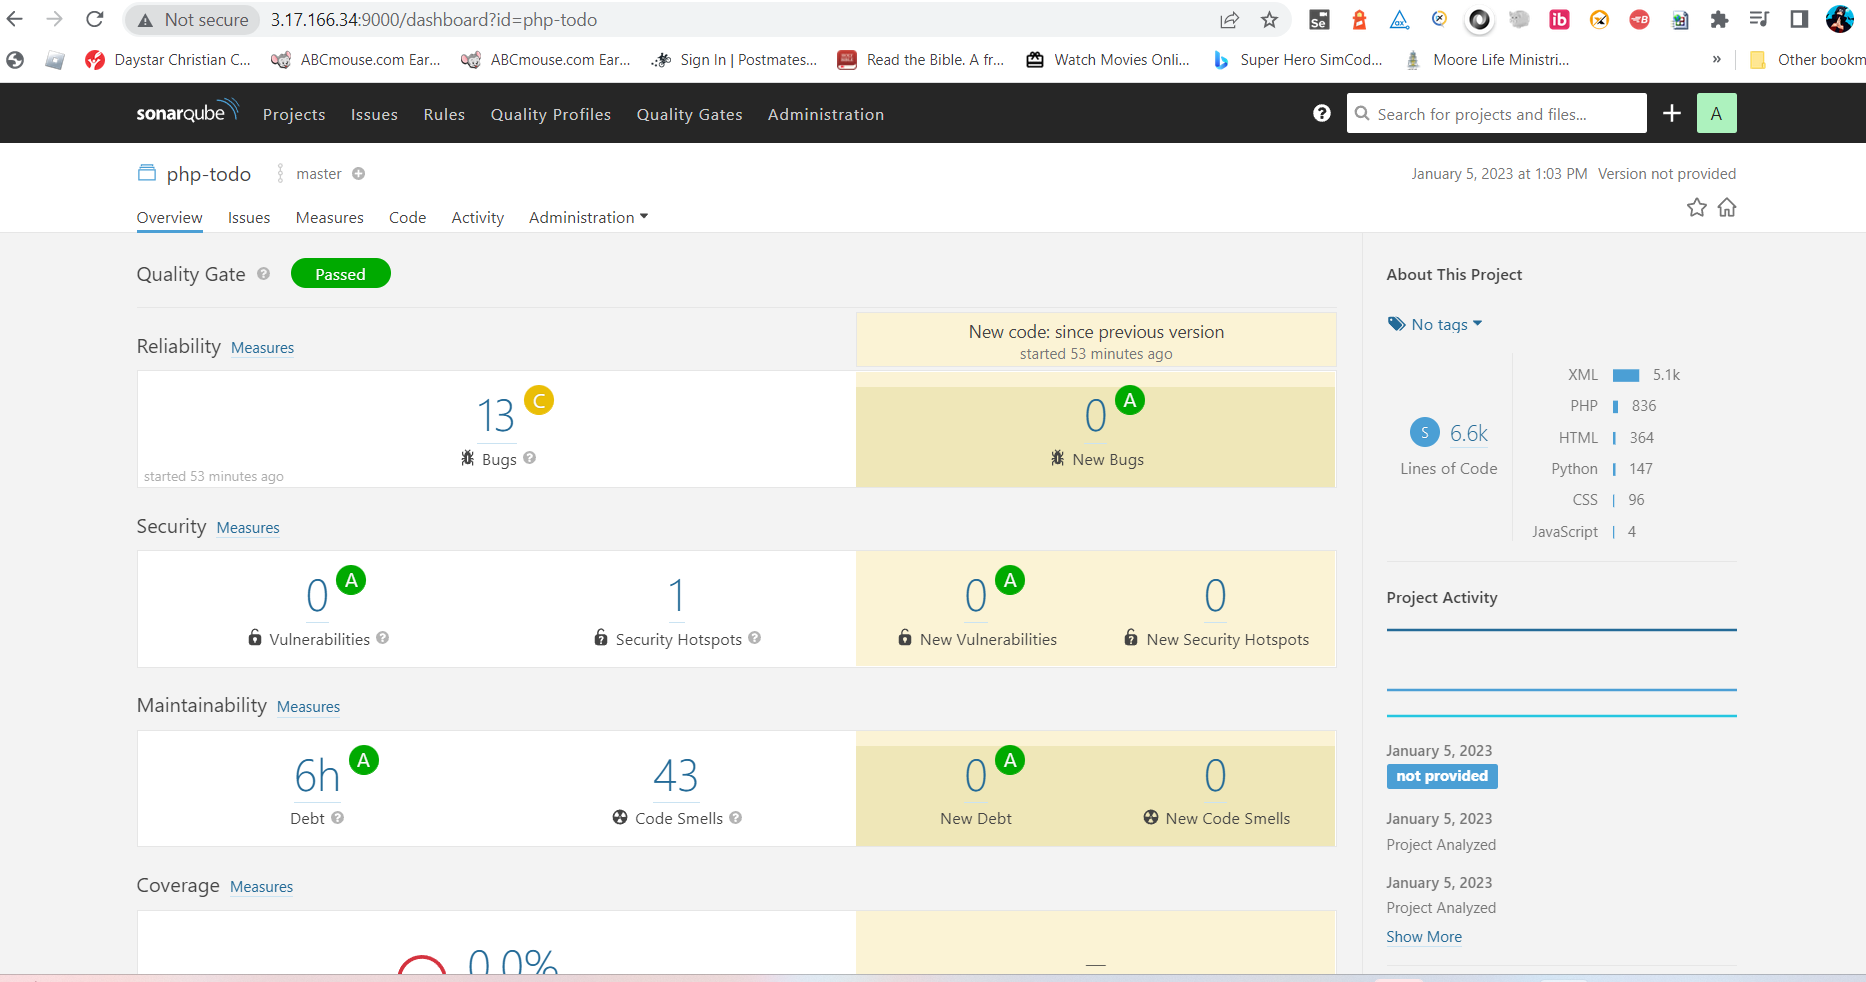 Not secure 3.17.166.34:9000/dashboard?id=php-todo
Daystar Christian C... ABCmouse.com Ear... ABCmouse.com Ear... Sign In | Postmates... Read the Bible. A fr... Watch Movies Onli... Super Hero SimCod... Moore Life Ministri... » Other bookm
sonarqube Projects Issues Rules Quality Profiles Quality Gates Administration Search for projects and files... A
php-todo master January 5, 2023 at 1:03 PM Version not provided
Overview Issues Measures Code Activity Administration
Quality Gate Passed
Reliability Measures
New code: since previous version
started 53 minutes ago
13 C
Bugs
started 53 minutes ago
0 A
New Bugs
Security Measures
0 A
Vulnerabilities
1
Security Hotspots
0 A
New Vulnerabilities
0
New Security Hotspots
Maintainability Measures
6h A
Debt
43
Code Smells
0 A
New Debt
0
New Code Smells
Coverage Measures
0.0%
—
About This Project
No tags
S 6.6k
Lines of Code
XML 5.1k
PHP 836
HTML 364
Python 147
CSS 96
JavaScript 4
Project Activity
January 5, 2023
not provided
January 5, 2023
Project Analyzed
January 5, 2023
Project Analyzed
Show More